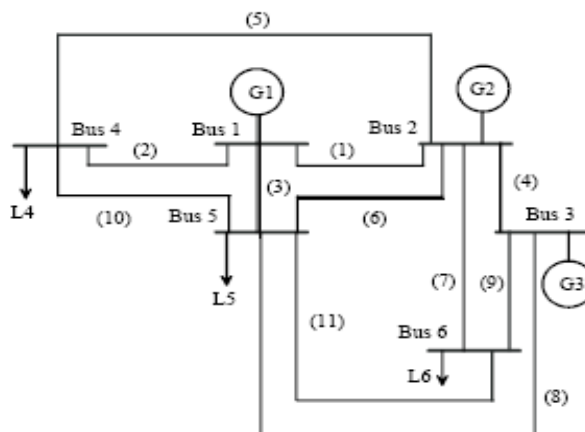 (5)
G1
G2
Bus 4
Bus 1
Bus 2
(2)
(1)
(3)
(4)
L4
(10)
Bus 5
(6)
Bus 3
L5
(7)
(9)
G3
(11)
Bus 6
L6
(8)